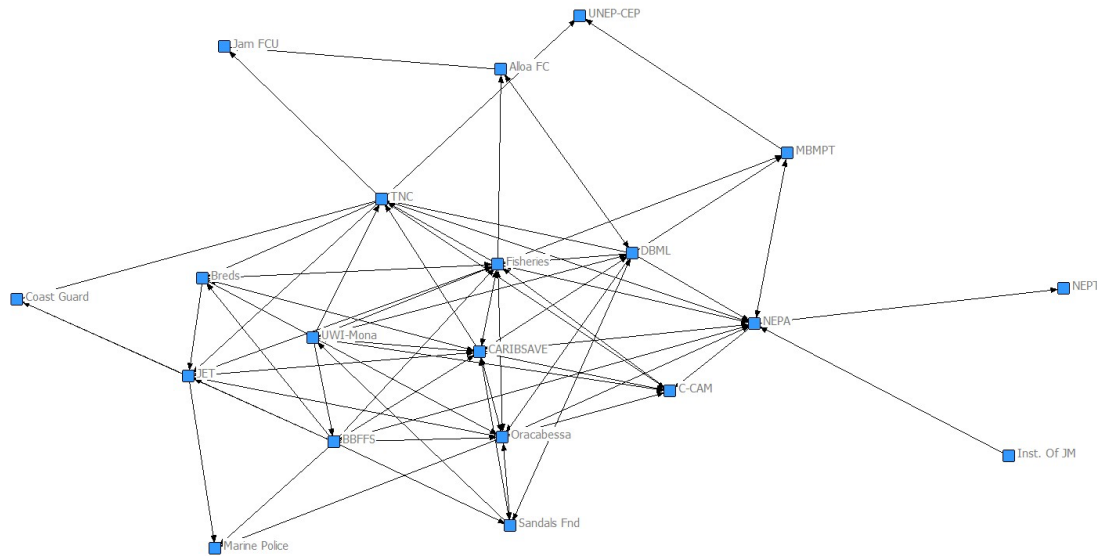 UNEP-CEP
Jam FCU
Alloa FC
MBMPT
TNC
DBML
Fisheries
Breds
NEPT
Coast Guard
NEPA
UWI-Mona
CARIBSAVE
JET
C-CAM
Oracabessa
BBFFS
Inst. Of JM
Sandals Fnd
Marine Police